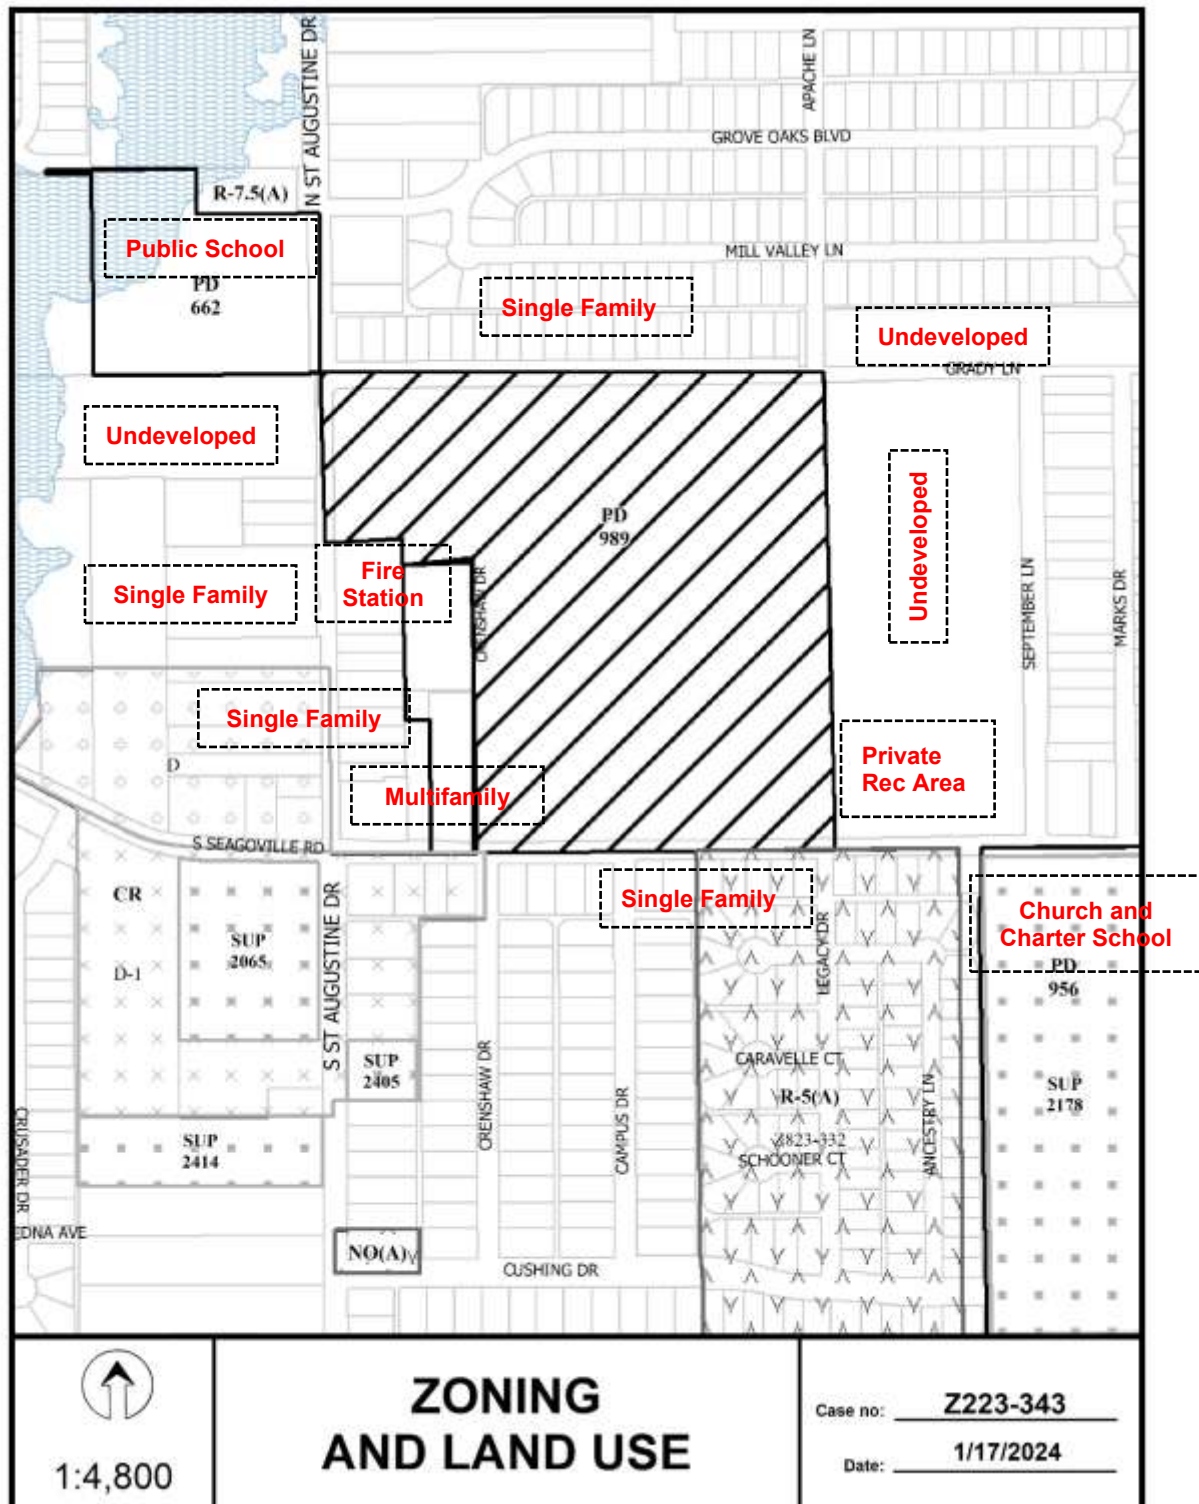 N ST AUGUSTINE DR
APACHE LN
GROVE OAKS BLVD
R-7.5(A)
Public School
MILL VALLEY LN
PD
662
Single Family
Undeveloped
GRADY LN
Undeveloped
Undeveloped
PD
989
Fire
Station
CRENSHAW DR
SEPTEMBER LN
MARKS DR
Single Family
Single Family
D
Private
Rec Area
Multifamily
S SEAGOVILLE RD
CR
SUP
2065
D-1
S ST AUGUSTINE DR
Single Family
LEGACY DR
Church and
Charter School
PD
956
SUP
2405
CRENSHAW DR
CAMPUS DR
CARAVELLE CT
R-5(A)
ANCESTRY LN
SUP
2178
CRUSADER DR
SUP
2414
Z823-332
SCHOONER CT
EDNA AVE
NO(A)
CUSHING DR
1:4,800
ZONING
AND LAND USE
Case no: Z223-343
Date: 1/17/2024